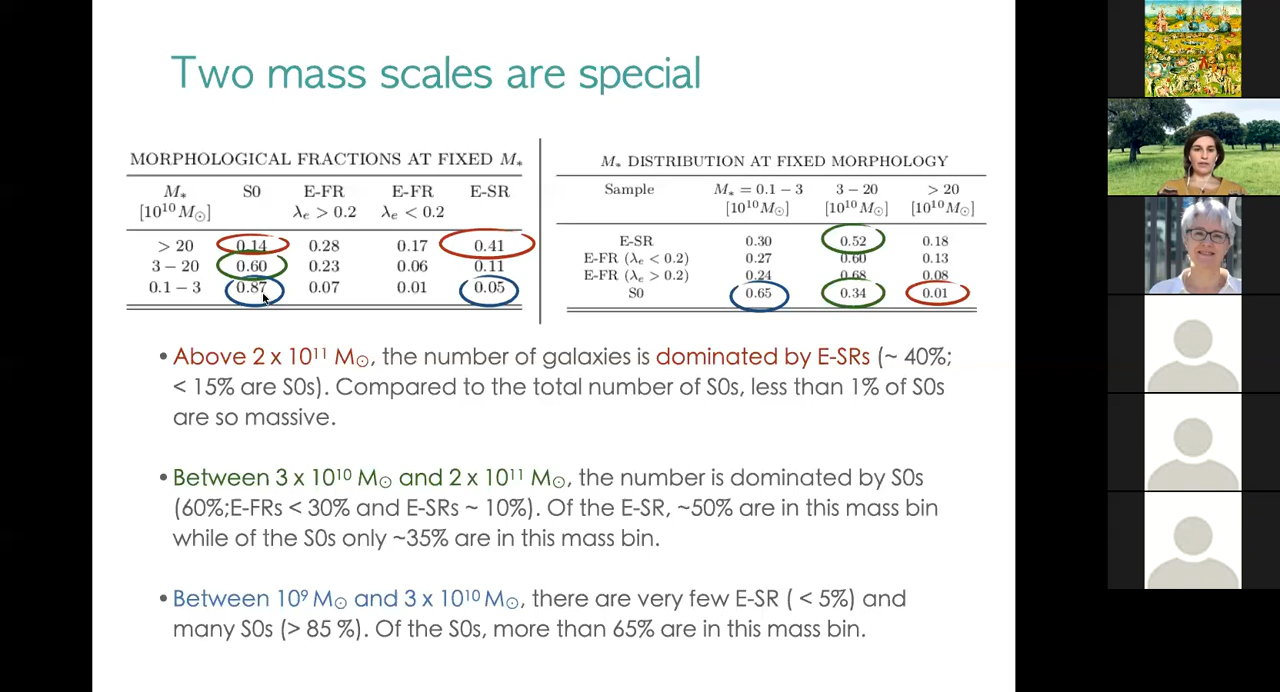 Two mass scales are special
MORPHOLOGICAL FRACTIONS AT FIXED M*
M* S0 E-FR E-FR E-SR
[10¹⁰M☉] λe > 0.2 λe < 0.2
> 20 0.14 0.28 0.17 0.41
3 – 20 0.60 0.23 0.06 0.11
0.1 – 3 0.87 0.07 0.01 0.05
M* DISTRIBUTION AT FIXED MORPHOLOGY
Sample M* = 0.1 – 3 3 – 20 > 20
[10¹⁰M☉] [10¹⁰M☉] [10¹⁰M☉]
E-SR 0.30 0.52 0.18
E-FR (λe < 0.2) 0.27 0.60 0.13
E-FR (λe > 0.2) 0.24 0.68 0.08
S0 0.65 0.34 0.01
• Above 2 x 10¹¹ M☉, the number of galaxies is dominated by E-SRs (~ 40%;
< 15% are S0s). Compared to the total number of S0s, less than 1% of S0s
are so massive.
• Between 3 x 10¹⁰ M☉ and 2 x 10¹¹ M☉, the number is dominated by S0s
(60%;E-FRs < 30% and E-SRs ~ 10%). Of the E-SR, ~50% are in this mass bin
while of the S0s only ~35% are in this mass bin.
• Between 10⁹ M☉ and 3 x 10¹⁰ M☉, there are very few E-SR ( < 5%) and
many S0s (> 85 %). Of the S0s, more than 65% are in this mass bin.